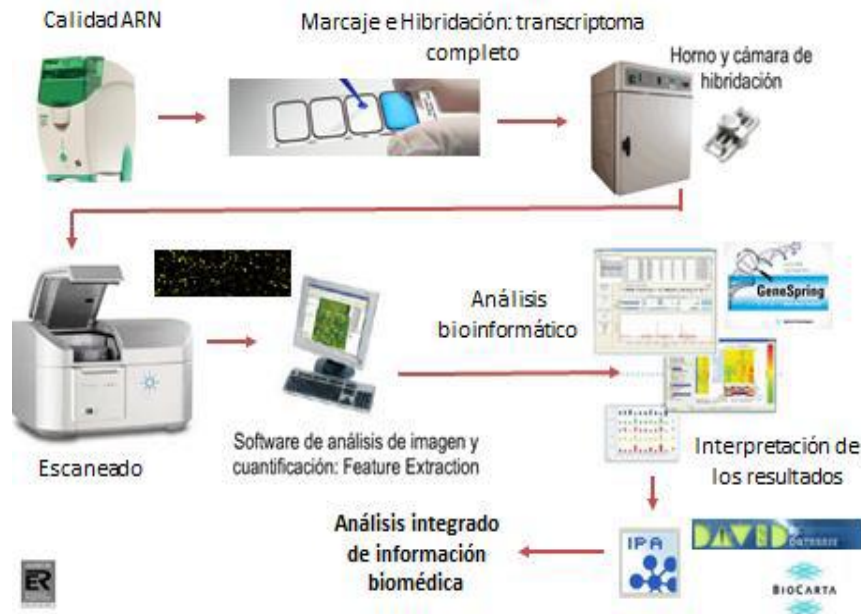 Calidad ARN
Marcaje e Hibridación: transcriptoma
completo
Horno y cámara de
hibridación
GeneSpring
Análisis
bioinformático
Escaneado
Software de análisis de imagen y
cuantificación: Feature Extraction
Interpretación de
los resultados
Análisis integrado
de información
biomédica
IPA
DAVID
BIOCARTA
ER